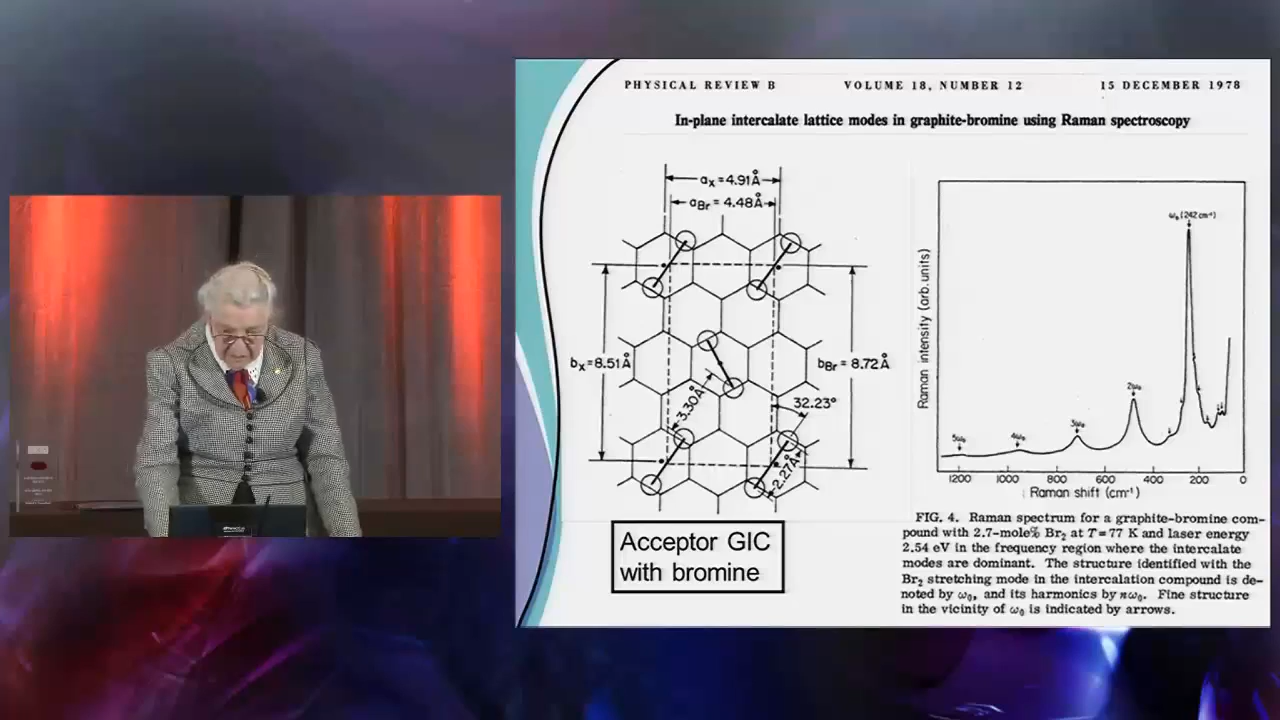 PHYSICAL REVIEW B VOLUME 18, NUMBER 12 15 DECEMBER 1978
In-plane intercalate lattice modes in graphite-bromine using Raman spectroscopy
aₓ = 4.91Å
a_Br = 4.48Å
bₓ = 8.51Å
b_Br = 8.72Å
3.30Å
32.23°
2.27Å
Acceptor GIC
with bromine
Raman intensity (arb. units)
ω₀ (242 cm⁻¹)
2ω₀
3ω₀
4ω₀
5ω₀
1200 1000 800 600 400 200 0
Raman shift (cm⁻¹)
FIG. 4. Raman spectrum for a graphite-bromine com-
pound with 2.7-mole% Br₂ at T = 77 K and laser energy
2.54 eV in the frequency region where the intercalate
modes are dominant. The structure identified with the
Br₂ stretching mode in the intercalation compound is de-
noted by ω₀, and its harmonics by nω₀. Fine structure
in the vicinity of ω₀ is indicated by arrows.